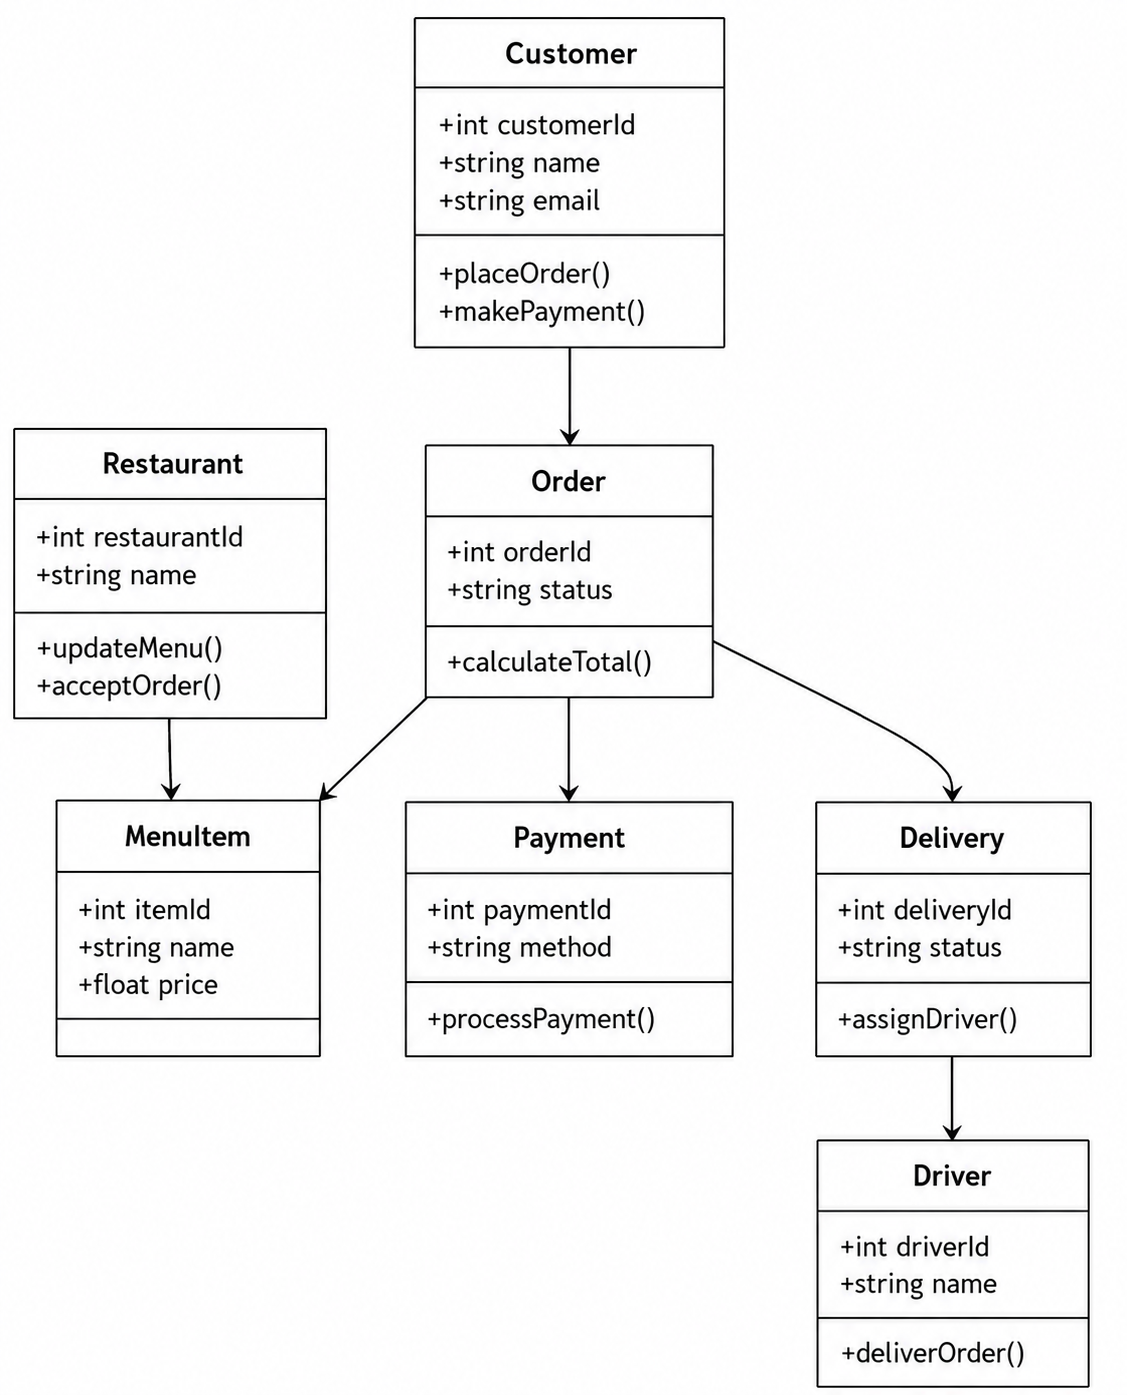 Customer
+int customerId
+string name
+string email
+placeOrder()
+makePayment()
Restaurant
+int restaurantId
+string name
+updateMenu()
+acceptOrder()
Order
+int orderId
+string status
+calculateTotal()
MenuItem
+int itemId
+string name
+float price
Payment
+int paymentId
+string method
+processPayment()
Delivery
+int deliveryId
+string status
+assignDriver()
Driver
+int driverId
+string name
+deliverOrder()